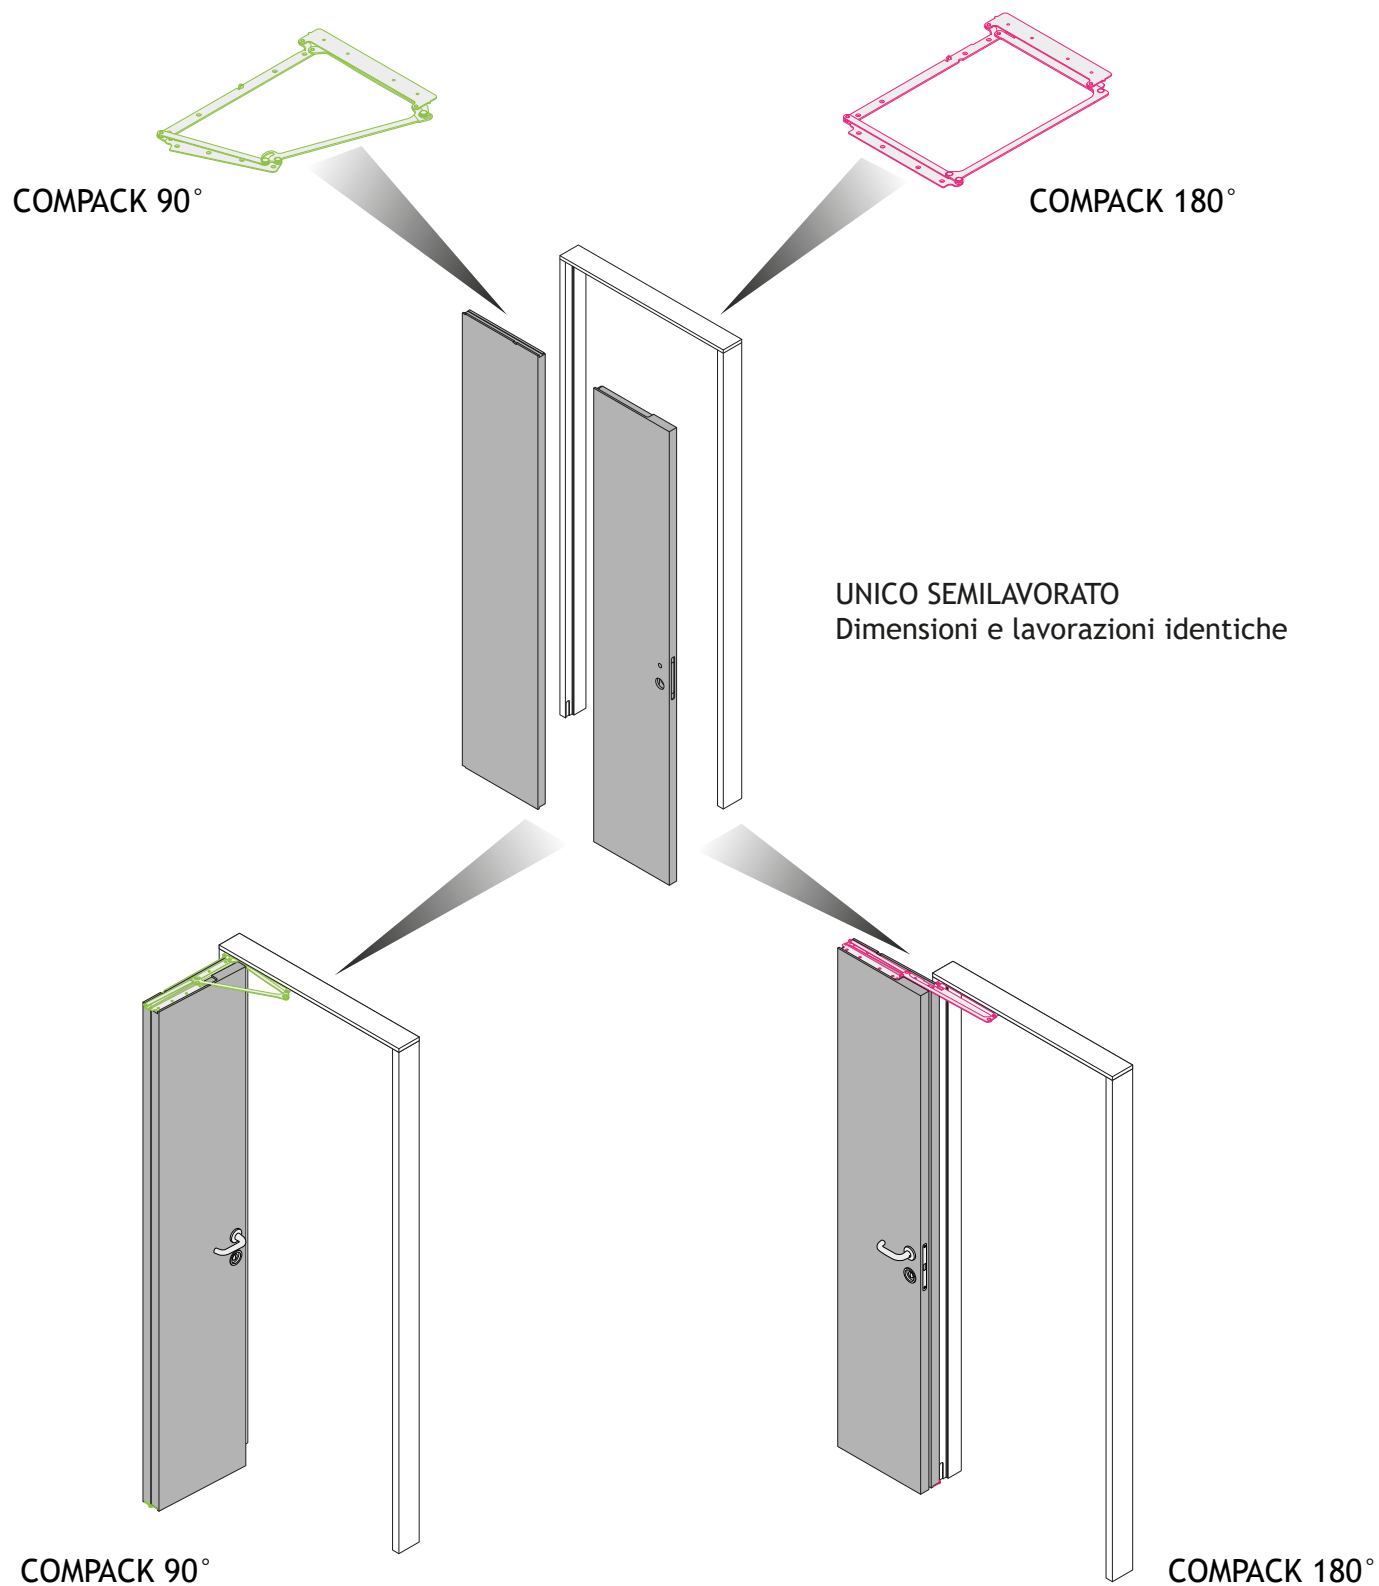 COMPACK 90°
COMPACK 180°
UNICO SEMILAVORATO
Dimensioni e lavorazioni identiche
COMPACK 90°
COMPACK 180°